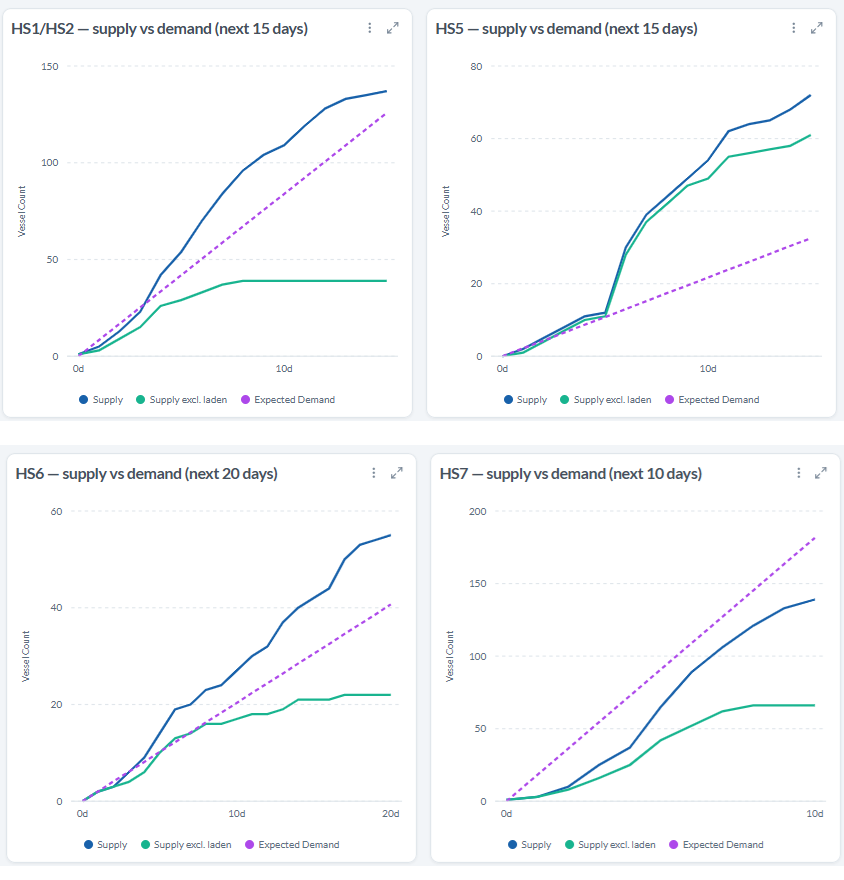 HS1/HS2 — supply vs demand (next 15 days)
150
100
50
0
Vessel Count
0d
10d
Supply
Supply excl. laden
Expected Demand
HS5 — supply vs demand (next 15 days)
80
60
40
20
0
Vessel Count
0d
10d
Supply
Supply excl. laden
Expected Demand
HS6 — supply vs demand (next 20 days)
60
40
20
0
Vessel Count
0d
10d
20d
Supply
Supply excl. laden
Expected Demand
HS7 — supply vs demand (next 10 days)
200
150
100
50
0
Vessel Count
0d
10d
Supply
Supply excl. laden
Expected Demand